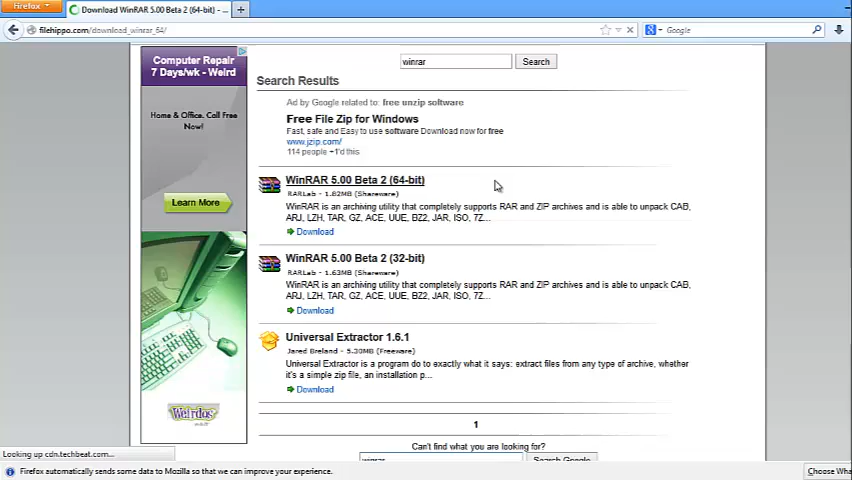 Firefox
Download WinRAR 5.00 Beta 2 (64-bit) - ...
filehippo.com/download_winrar_64/
Google
Computer Repair
7 Days/wk - Weird
Home & Office. Call Free
Now!
Learn More
Weirdos
winrar
Search
Search Results
Ad by Google related to: free unzip software
Free File Zip for Windows
Fast, safe and Easy to use software Download now for free
www.jzip.com/
114 people +1'd this
WinRAR 5.00 Beta 2 (64-bit)
RARLab - 1.82MB (Shareware)
WinRAR is an archiving utility that completely supports RAR and ZIP archives and is able to unpack CAB,
ARJ, LZH, TAR, GZ, ACE, UUE, BZ2, JAR, ISO, 7Z...
Download
WinRAR 5.00 Beta 2 (32-bit)
RARLab - 1.63MB (Shareware)
WinRAR is an archiving utility that completely supports RAR and ZIP archives and is able to unpack CAB,
ARJ, LZH, TAR, GZ, ACE, UUE, BZ2, JAR, ISO, 7Z...
Download
Universal Extractor 1.6.1
Jared Breland - 5.30MB (Freeware)
Universal Extractor is a program do to exactly what it says: extract files from any type of archive, whether
it's a simple zip file, an installation p...
Download
1
Can't find what you are looking for?
winrar
Search Google
Looking up cdn.techbeat.com...
Firefox automatically sends some data to Mozilla so that we can improve your experience.
Choose Wha